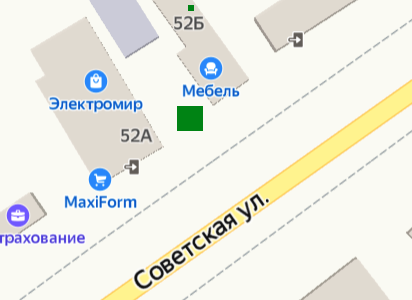 52Б
Мебель
Электромир
52А
MaxiForm
трахование
Советская ул.